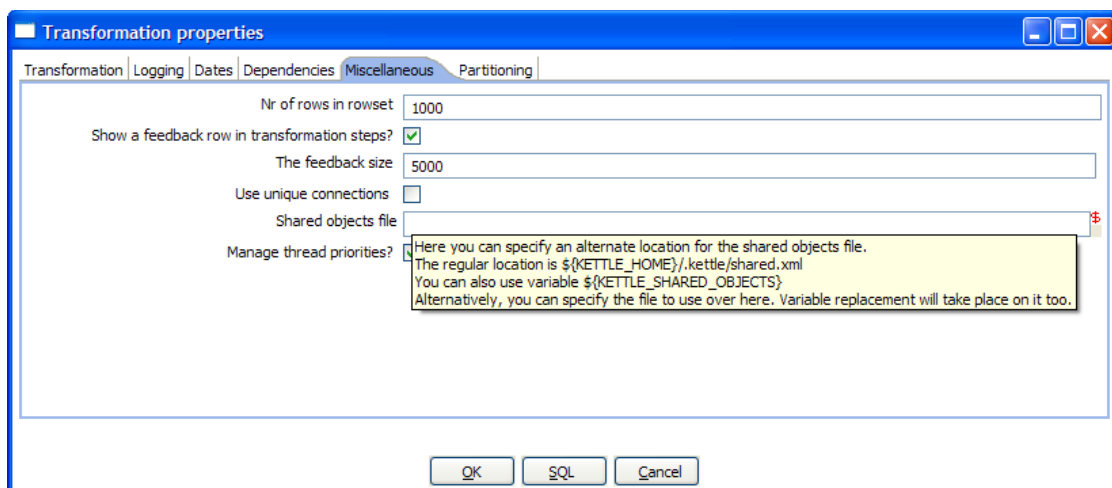 Transformation properties
Transformation Logging Dates Dependencies Miscellaneous Partitioning
Nr of rows in rowset 1000
Show a feedback row in transformation steps?
The feedback size 5000
Use unique connections
Shared objects file $
Manage thread priorities?
Here you can specify an alternate location for the shared objects file.
The regular location is ${KETTLE_HOME}/.kettle/shared.xml
You can also use variable ${KETTLE_SHARED_OBJECTS}
Alternatively, you can specify the file to use over here. Variable replacement will take place on it too.
OK SQL Cancel